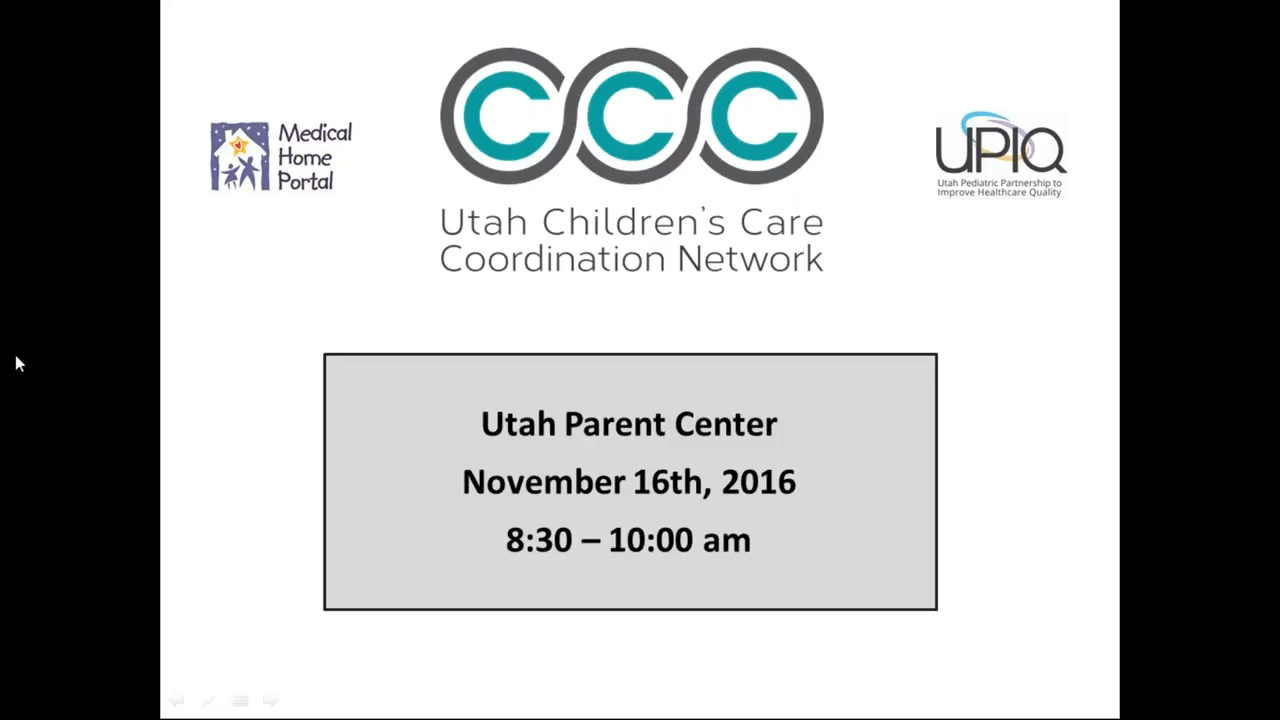 CCC
Medical
Home
Portal
UPIQ
Utah Pediatric Partnership to
Improve Healthcare Quality
Utah Children's Care
Coordination Network
Utah Parent Center
November 16th, 2016
8:30 – 10:00 am